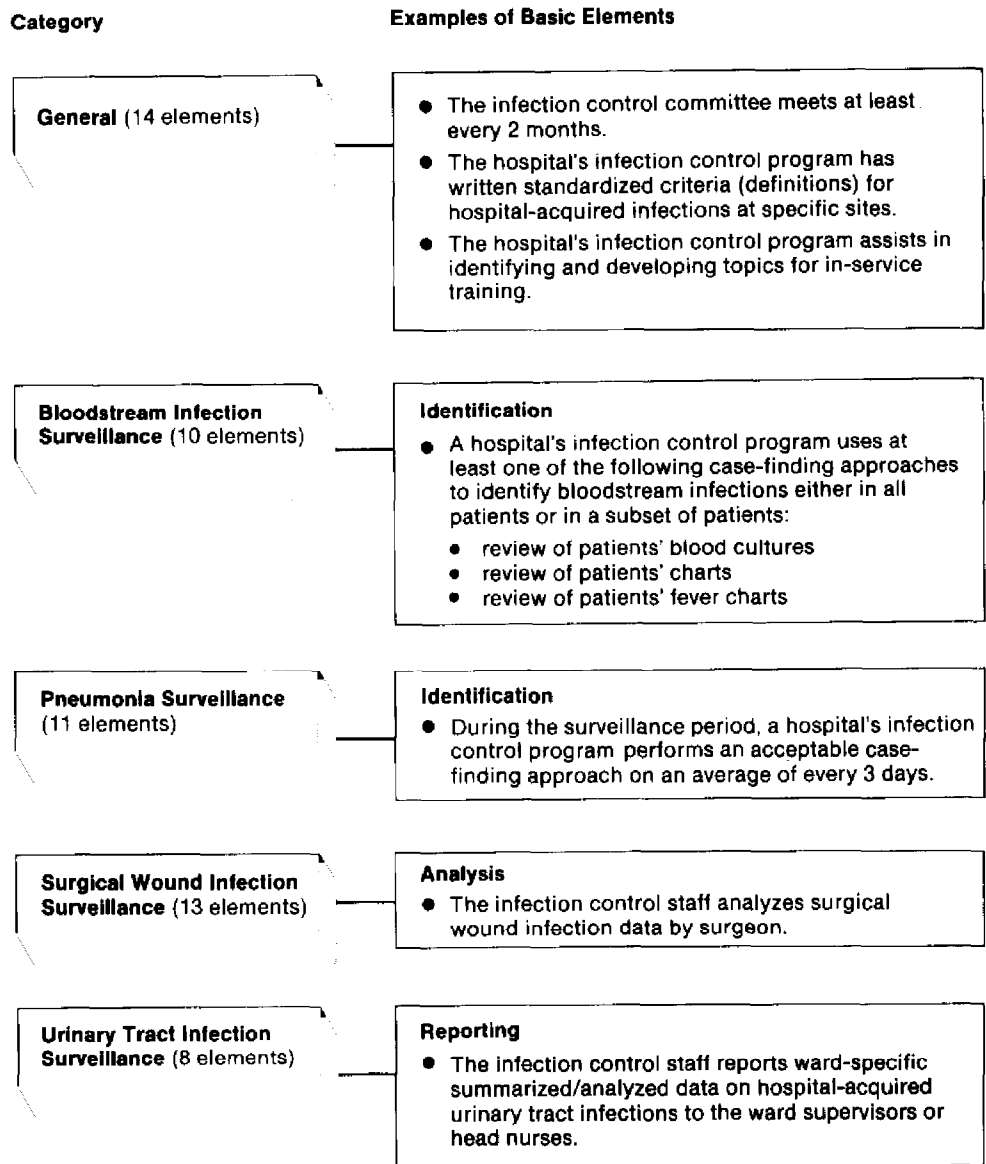 Category
Examples of Basic Elements
General (14 elements)
● The infection control committee meets at least
every 2 months.
● The hospital's infection control program has
written standardized criteria (definitions) for
hospital-acquired infections at specific sites.
● The hospital's infection control program assists in
identifying and developing topics for in-service
training.
Bloodstream Infection
Surveillance (10 elements)
Identification
● A hospital's infection control program uses at
least one of the following case-finding approaches
to identify bloodstream infections either in all
patients or in a subset of patients:
● review of patients' blood cultures
● review of patients' charts
● review of patients' fever charts
Pneumonia Surveillance
(11 elements)
Identification
● During the surveillance period, a hospital's infection
control program performs an acceptable case-
finding approach on an average of every 3 days.
Surgical Wound Infection
Surveillance (13 elements)
Analysis
● The infection control staff analyzes surgical
wound infection data by surgeon.
Urinary Tract Infection
Surveillance (8 elements)
Reporting
● The infection control staff reports ward-specific
summarized/analyzed data on hospital-acquired
urinary tract infections to the ward supervisors or
head nurses.